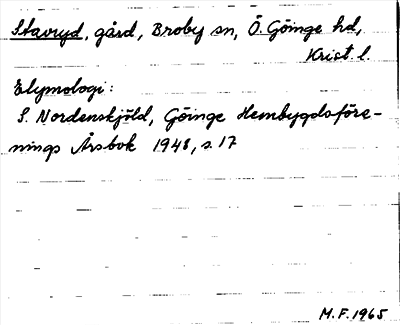 Stavryd, gård, Broby sn, Ö. Göinge hd,
Krist. l.
Etymologi:
S. Nordenskjöld, Göinge Hembygdsföre-
nings Årsbok 1948, s. 17
M.F. 1965